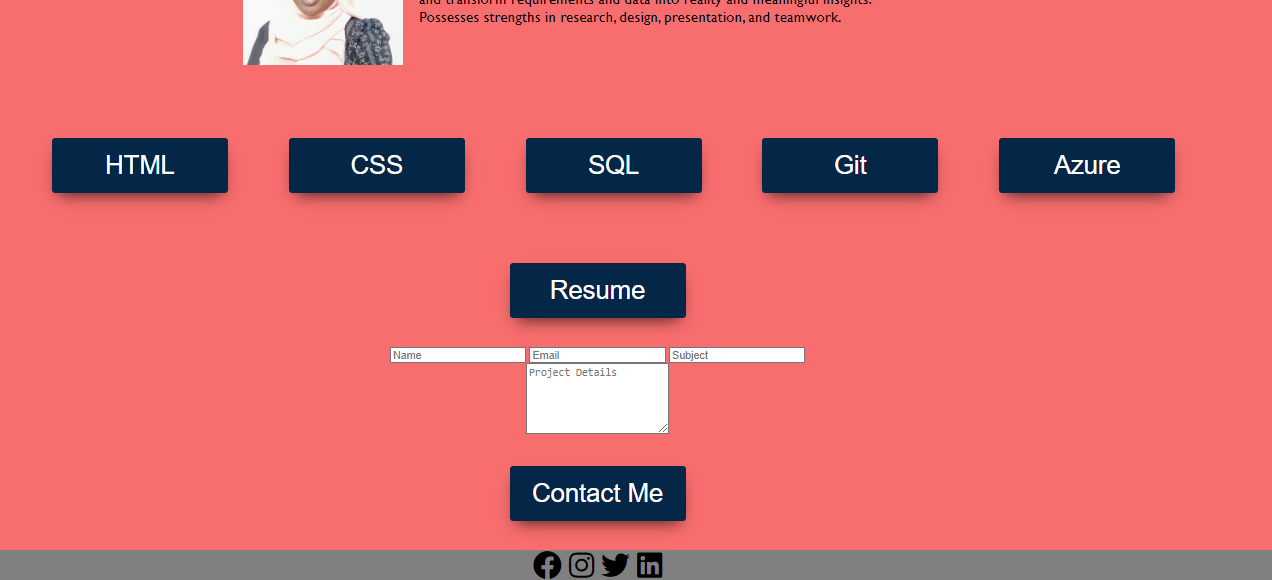 and transform requirements and data into reality and meaningful insights.
Possesses strengths in research, design, presentation, and teamwork.
HTML
CSS
SQL
Git
Azure
Resume
Name
Email
Subject
Project Details
Contact Me